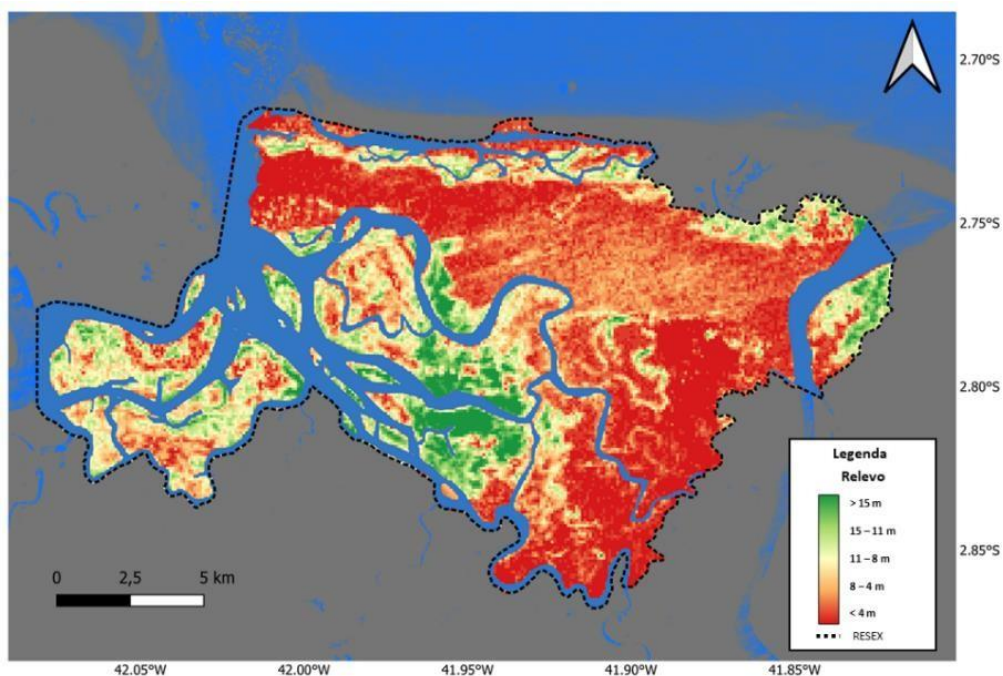 2.70°S
2.75°S
2.80°S
2.85°S
Legenda
Relevo
> 15 m
15 – 11 m
11 – 8 m
8 – 4 m
< 4 m
RESEX
0 2,5 5 km
42.05°W 42.00°W 41.95°W 41.90°W 41.85°W